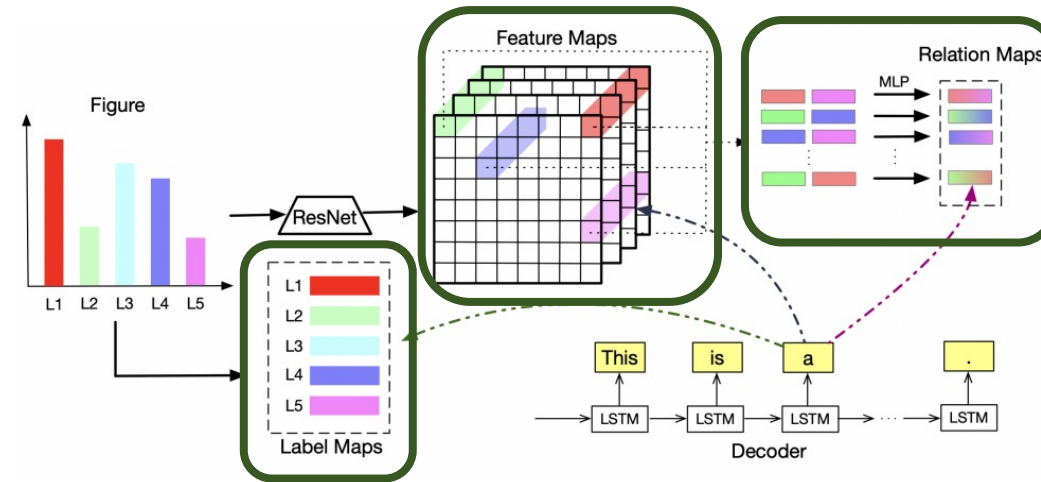 Figure
L1 L2 L3 L4 L5
ResNet
Feature Maps
MLP
Relation Maps
L1
L2
L3
L4
L5
Label Maps
This is a .
LSTM LSTM LSTM ... LSTM
Decoder